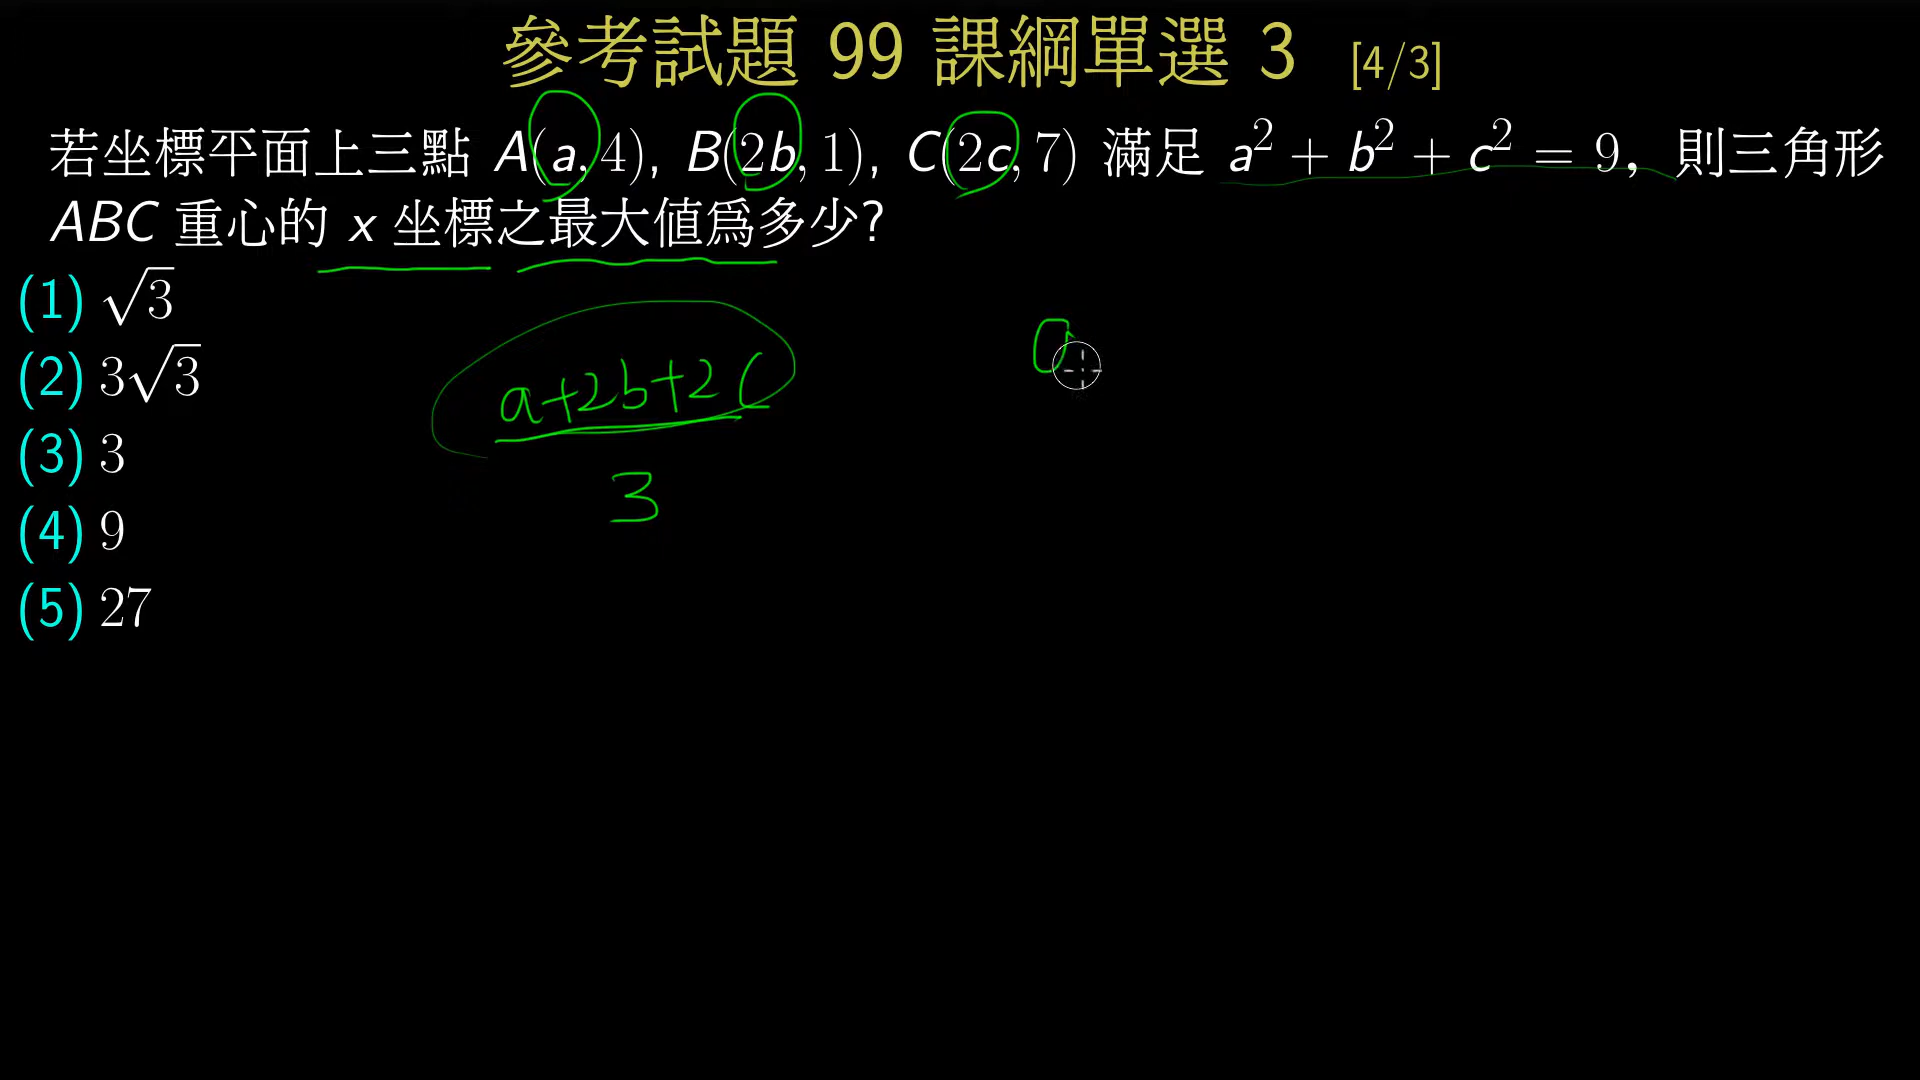 參考試題 99 課綱單選 3 [4/3]
若坐標平面上三點 A(a, 4), B(2b, 1), C(2c, 7) 滿足 a² + b² + c² = 9, 則三角形
ABC 重心的 x 坐標之最大值爲多少?
(1) √3
(2) 3√3
(3) 3
(4) 9
(5) 27
a+2b+2c
3
a